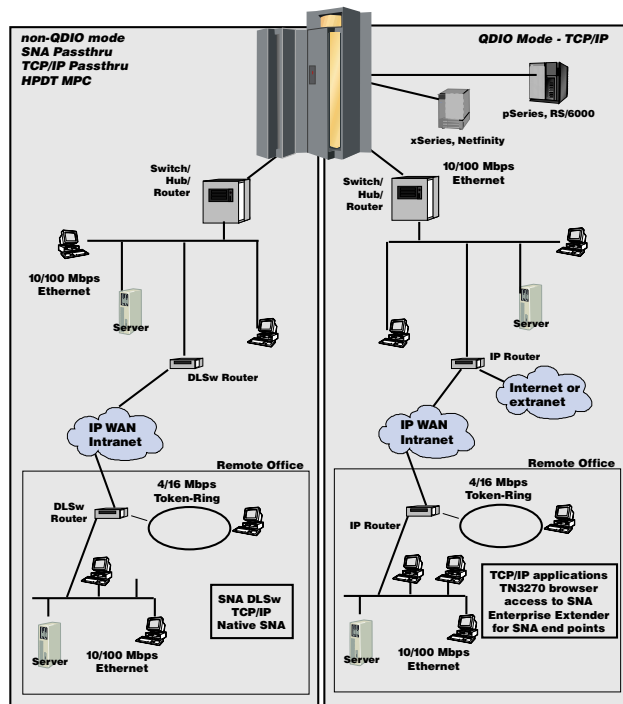 non-QDIO mode
SNA Passthru
TCP/IP Passthru
HPDT MPC
Switch/
Hub/
Router
10/100 Mbps
Ethernet
Server
DLSw Router
IP WAN
Intranet
Remote Office
4/16 Mbps
Token-Ring
DLSw
Router
SNA DLSw
TCP/IP
Native SNA
Server
10/100 Mbps
Ethernet
QDIO Mode - TCP/IP
pSeries, RS/6000
xSeries, Netfinity
10/100 Mbps
Ethernet
Switch/
Hub/
Router
Server
IP Router
Internet or
extranet
IP WAN
Intranet
Remote Office
4/16 Mbps
Token-Ring
IP Router
TCP/IP applications
TN3270 browser
access to SNA
Enterprise Extender
for SNA end points
Server
10/100 Mbps
Ethernet